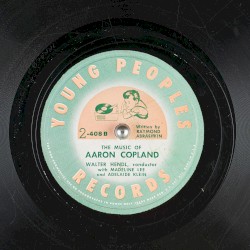 YOUNG PEOPLES
2-408 B
Written by
RAYMOND
ABRASHKIN
THE MUSIC OF
AARON COPLAND
WALTER HENDL, conductor
with MADELINE LEE
and ADELAIDE KLEIN
RECORDS